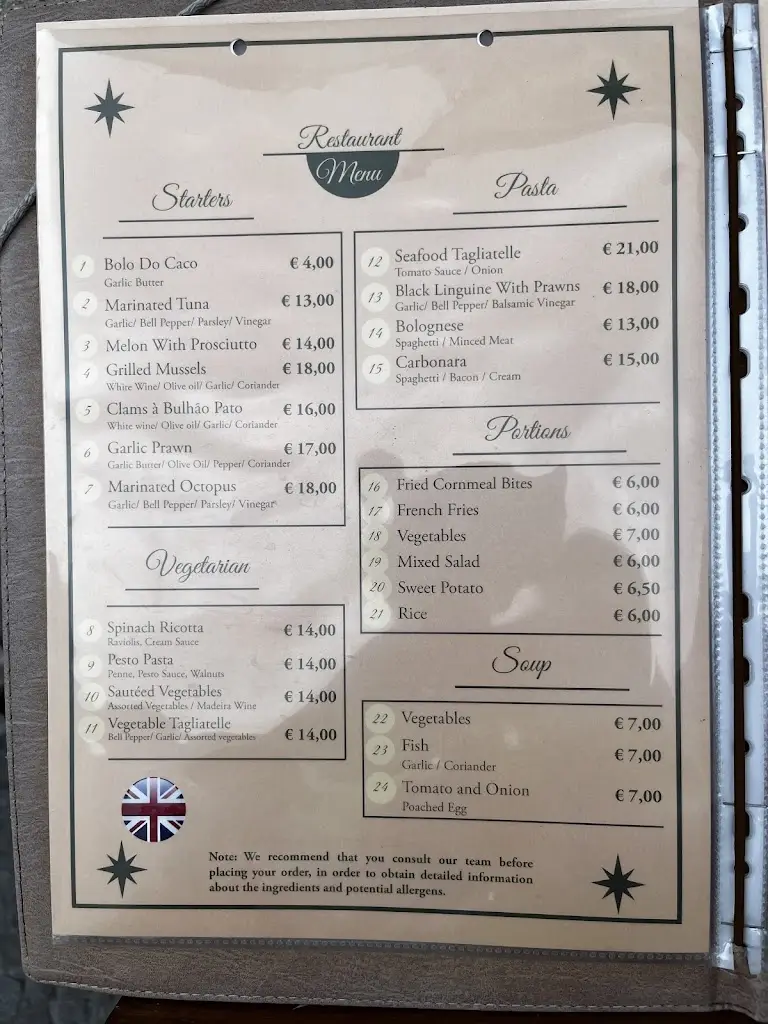 Restaurant
Menu
Starters
1 Bolo Do Caco € 4,00
Garlic Butter
2 Marinated Tuna € 13,00
Garlic/ Bell Pepper/ Parsley/ Vinegar
3 Melon With Prosciutto € 14,00
4 Grilled Mussels € 18,00
White Wine/ Olive oil/ Garlic/ Coriander
5 Clams à Bulhão Pato € 16,00
White wine/ Olive oil/ Garlic/ Coriander
6 Garlic Prawn € 17,00
Garlic Butter/ Olive Oil/ Pepper/ Coriander
7 Marinated Octopus € 18,00
Garlic/ Bell Pepper/ Parsley/ Vinegar
Vegetarian
8 Spinach Ricotta € 14,00
Raviolis, Cream Sauce
9 Pesto Pasta € 14,00
Penne, Pesto Sauce, Walnuts
10 Sautéed Vegetables € 14,00
Assorted Vegetables / Madeira Wine
11 Vegetable Tagliatelle € 14,00
Bell Pepper/ Garlic/ Assorted vegetables
Pasta
12 Seafood Tagliatelle € 21,00
Tomato Sauce / Onion
13 Black Linguine With Prawns € 18,00
Garlic/ Bell Pepper/ Balsamic Vinegar
14 Bolognese € 13,00
Spaghetti / Minced Meat
15 Carbonara € 15,00
Spaghetti / Bacon / Cream
Portions
16 Fried Cornmeal Bites € 6,00
17 French Fries € 6,00
18 Vegetables € 7,00
19 Mixed Salad € 6,00
20 Sweet Potato € 6,50
21 Rice € 6,00
Soup
22 Vegetables € 7,00
23 Fish € 7,00
Garlic / Coriander
24 Tomato and Onion € 7,00
Poached Egg
Note: We recommend that you consult our team before
placing your order, in order to obtain detailed information
about the ingredients and potential allergens.